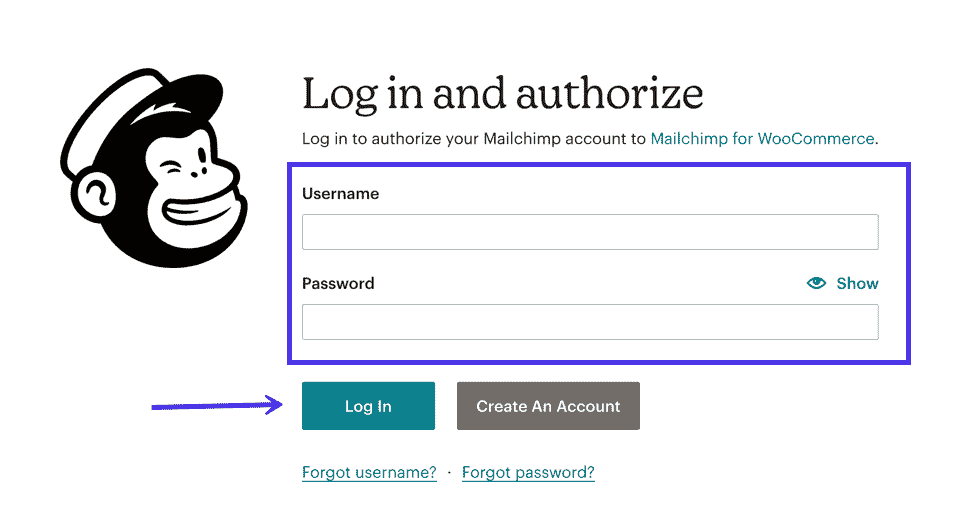 Log in and authorize
Log in to authorize your Mailchimp account to Mailchimp for WooCommerce.
Username
Password
Show
Log In
Create An Account
Forgot username? · Forgot password?